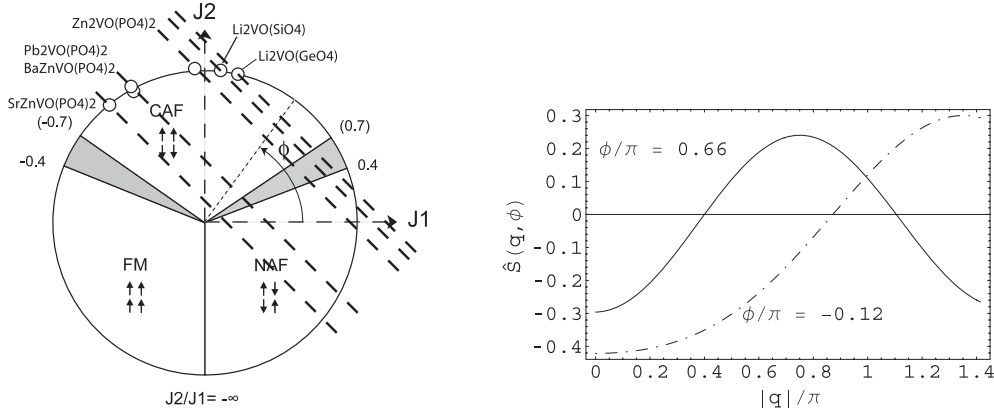 J2
Zn2VO(PO4)2
Li2VO(SiO4)
Pb2VO(PO4)2
Li2VO(GeO4)
BaZnVO(PO4)2
SrZnVO(PO4)2
CAF
(-0.7)
(0.7)
ϕ
-0.4
0.4
J1
FM
NAF
J2/J1= -∞
0.3
ϕ/π = 0.66
0.2
0.1
0
-0.1
-0.2
-0.3
-0.4
Ŝ(q,ϕ)
ϕ/π = -0.12
0 0.2 0.4 0.6 0.8 1 1.2 1.4
|q|/π